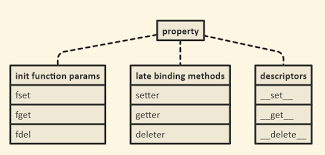 property
init function params
fset
fget
fdel
late binding methods
setter
getter
deleter
descriptors
__set__
__get__
__delete__